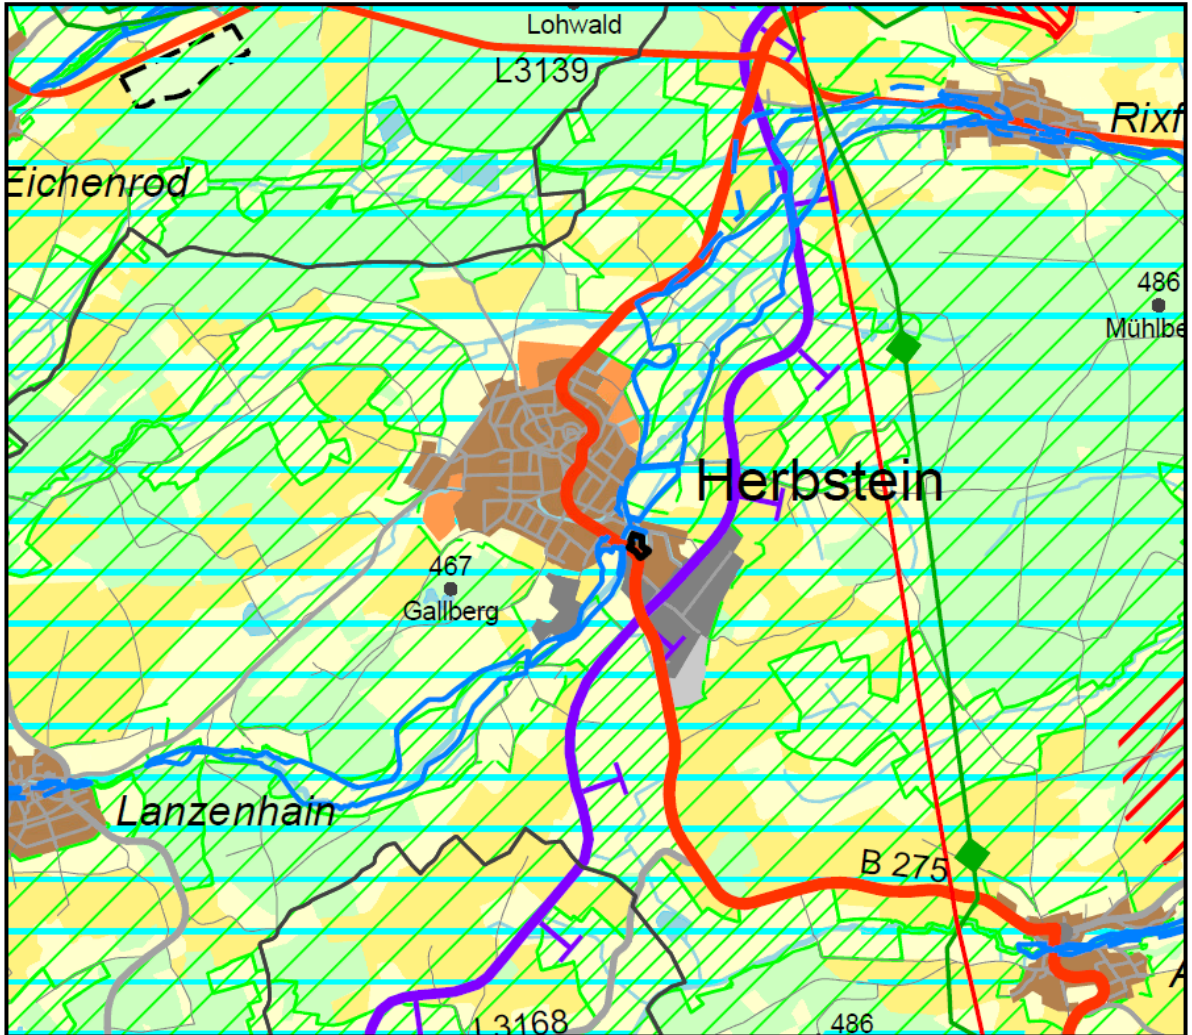 Lohwald
L3139
Rixf
Eichenrod
486
Mühlbe
Herbstein
467
Gallberg
Lanzenhain
B 275
A
L3168
486